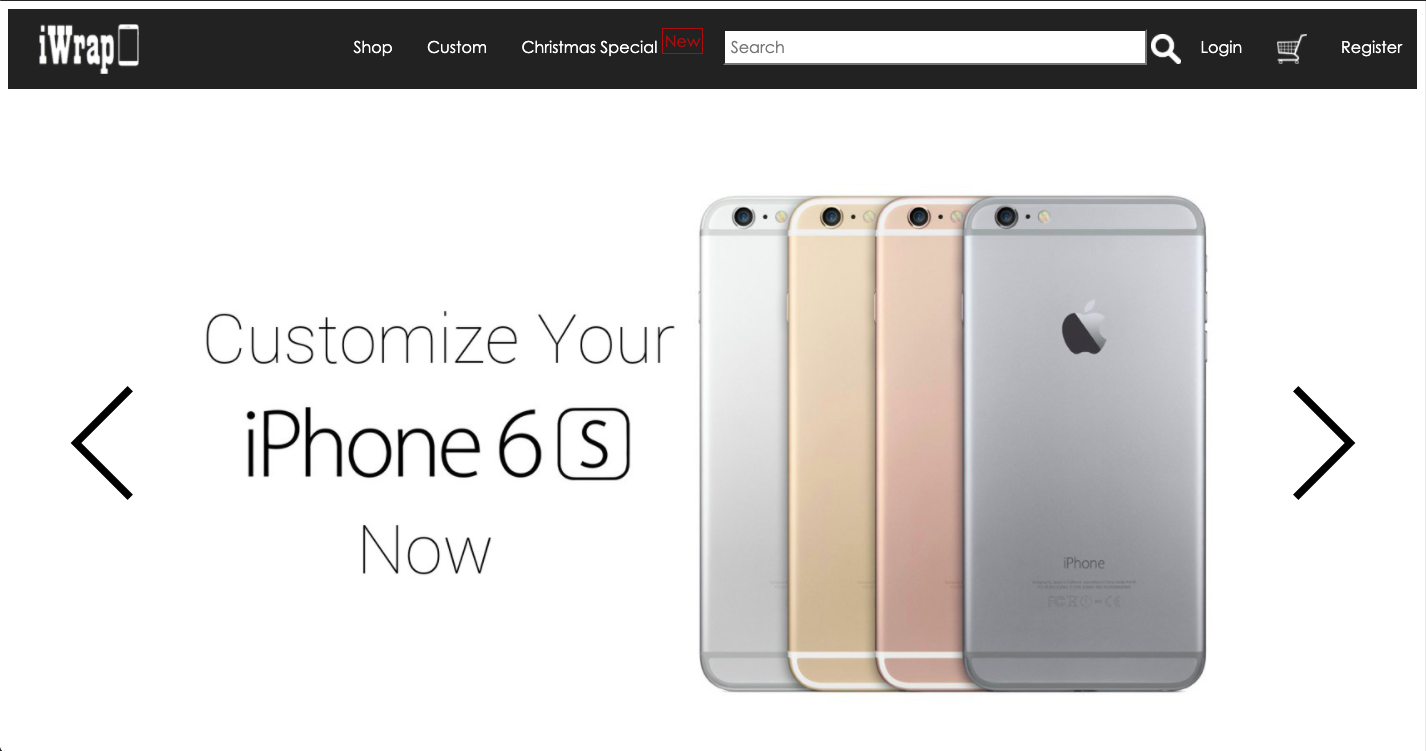 iWrap
Shop Custom Christmas Special New Search Login Register
Customize Your
iPhone 6 S
Now
iPhone